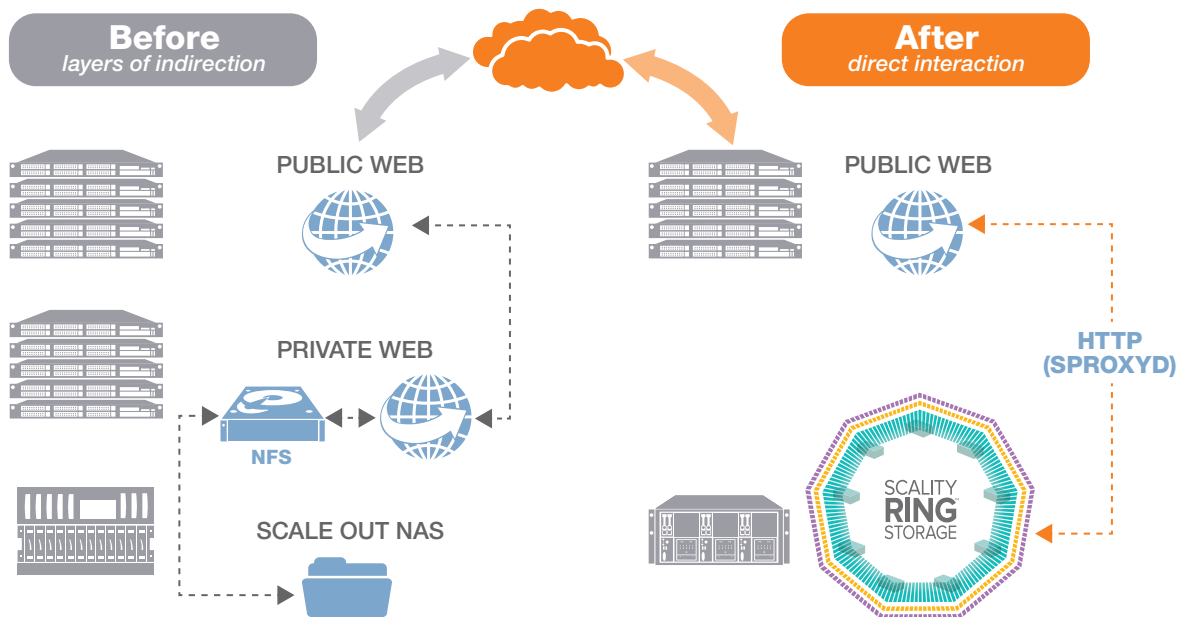 Before
layers of indirection
After
direct interaction
PUBLIC WEB
PUBLIC WEB
PRIVATE WEB
HTTP
(SPROXYD)
NFS
SCALE OUT NAS
SCALITY
RING™
STORAGE